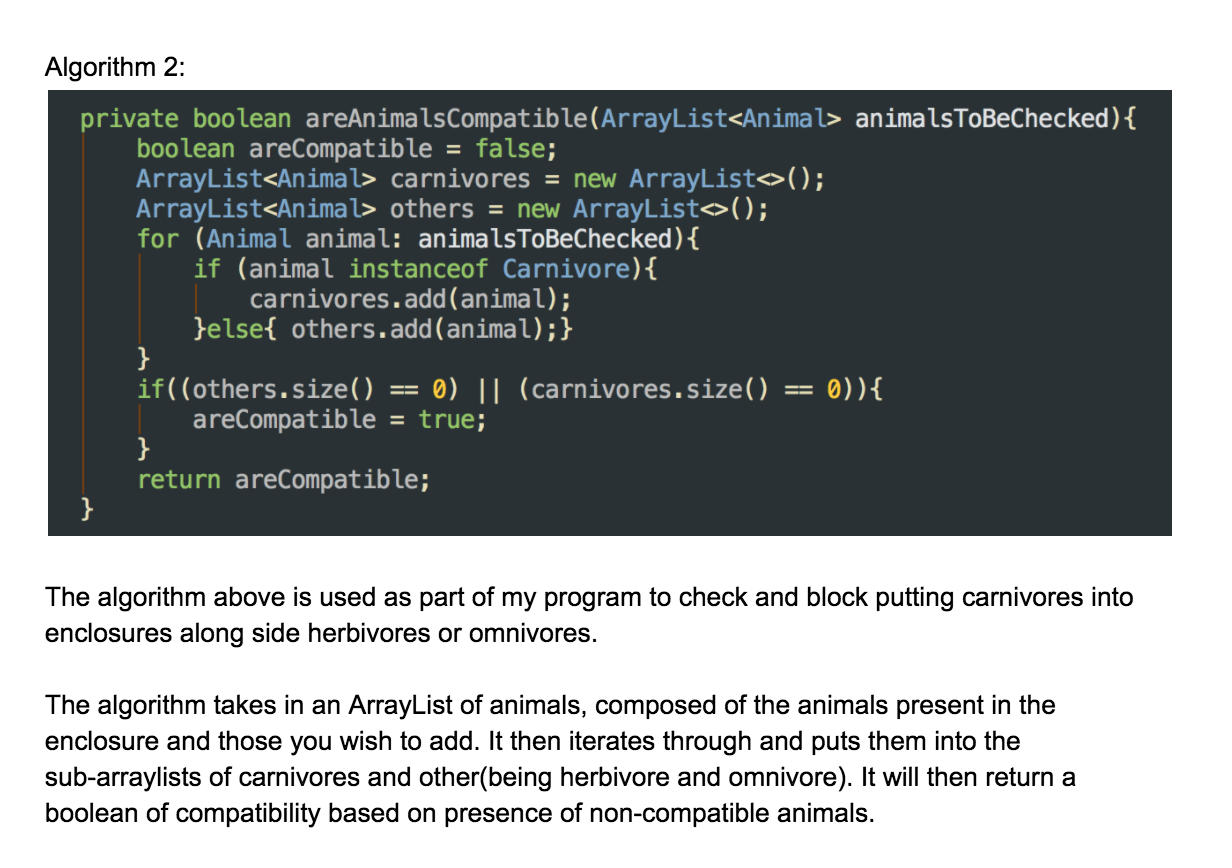 Algorithm 2:
private boolean areAnimalsCompatible(ArrayList<Animal> animalsToBeChecked){
boolean areCompatible = false;
ArrayList<Animal> carnivores = new ArrayList<>();
ArrayList<Animal> others = new ArrayList<>();
for (Animal animal: animalsToBeChecked){
if (animal instanceof Carnivore){
carnivores.add(animal);
}else{ others.add(animal);}
}
if((others.size() == 0) || (carnivores.size() == 0)){
areCompatible = true;
}
return areCompatible;
}
The algorithm above is used as part of my program to check and block putting carnivores into
enclosures along side herbivores or omnivores.
The algorithm takes in an ArrayList of animals, composed of the animals present in the
enclosure and those you wish to add. It then iterates through and puts them into the
sub-arraylists of carnivores and other(being herbivore and omnivore). It will then return a
boolean of compatibility based on presence of non-compatible animals.